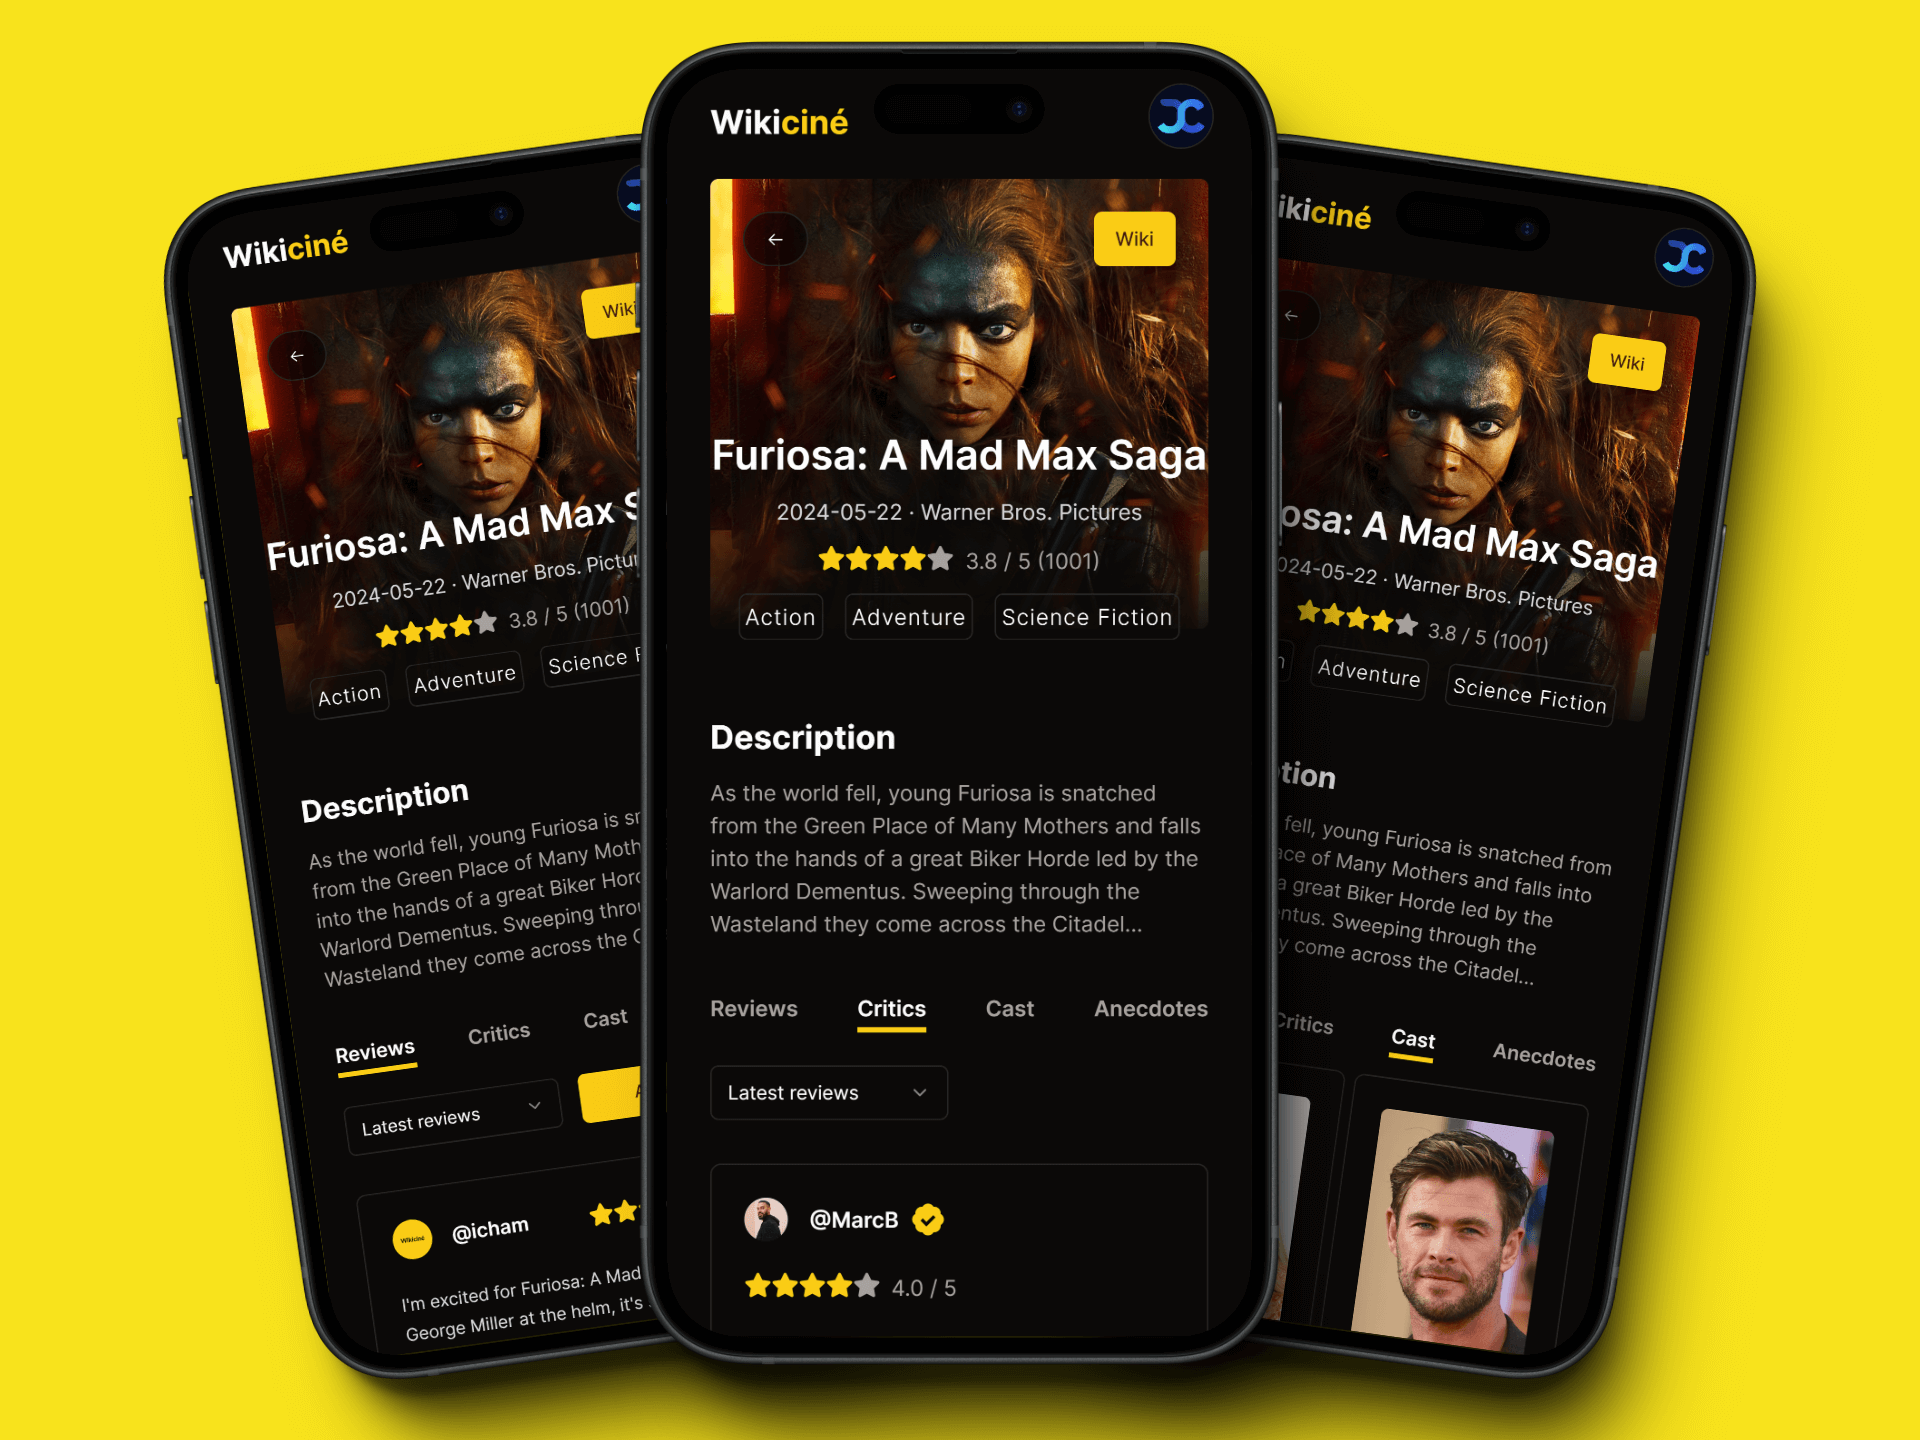 Wikiciné
Wiki
Furiosa: A Mad Max S
2024-05-22 · Warner Bros. Pictur
3.8 / 5 (1001)
Action
Adventure
Science F
Description
As the world fell, young Furiosa is sn
from the Green Place of Many Moth
into the hands of a great Biker Hord
Warlord Dementus. Sweeping throu
Wasteland they come across the C
Reviews
Critics
Cast
Latest reviews
A
Wikiciné
@icham
I'm excited for Furiosa: A Mad
George Miller at the helm, it's
Wikiciné
JC
Wiki
Furiosa: A Mad Max Saga
2024-05-22 · Warner Bros. Pictures
3.8 / 5 (1001)
Action
Adventure
Science Fiction
Description
As the world fell, young Furiosa is snatched
from the Green Place of Many Mothers and falls
into the hands of a great Biker Horde led by the
Warlord Dementus. Sweeping through the
Wasteland they come across the Citadel...
Reviews
Critics
Cast
Anecdotes
Latest reviews
@MarcB
4.0 / 5
ikiciné
JC
Wiki
osa: A Mad Max Saga
024-05-22 · Warner Bros. Pictures
3.8 / 5 (1001)
n
Adventure
Science Fiction
tion
fell, young Furiosa is snatched from
ace of Many Mothers and falls into
a great Biker Horde led by the
entus. Sweeping through the
y come across the Citadel...
Critics
Cast
Anecdotes